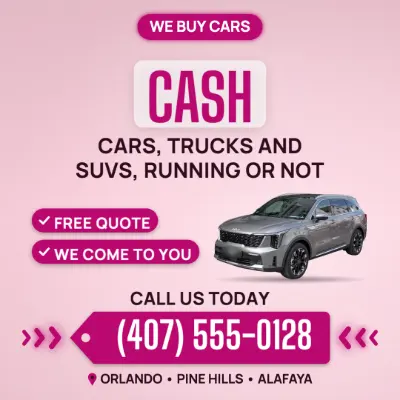 WE BUY CARS
CASH
CARS, TRUCKS AND
SUVS, RUNNING OR NOT
FREE QUOTE
WE COME TO YOU
CALL US TODAY
(407) 555-0128
ORLANDO • PINE HILLS • ALAFAYA